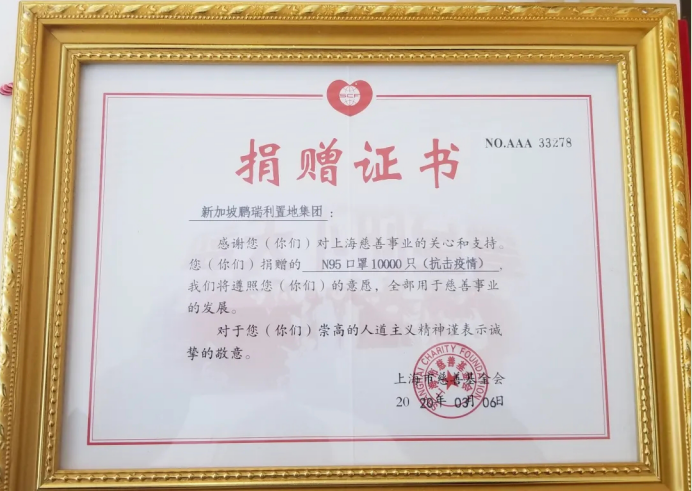 SCF
捐赠证书
NO.AAA 33278
新加坡鹏瑞利置地集团：
感谢您（你们）对上海慈善事业的关心和支持。
您（你们）捐赠的 N95口罩10000只（抗击疫情），
我们将遵照您（你们）的意愿，全部用于慈善事业
的发展。
对于您（你们）崇高的人道主义精神谨表示诚
挚的敬意。
上海市慈善基金会
SHANGHAI CHARITY FOUNDATION
2020年03月06日